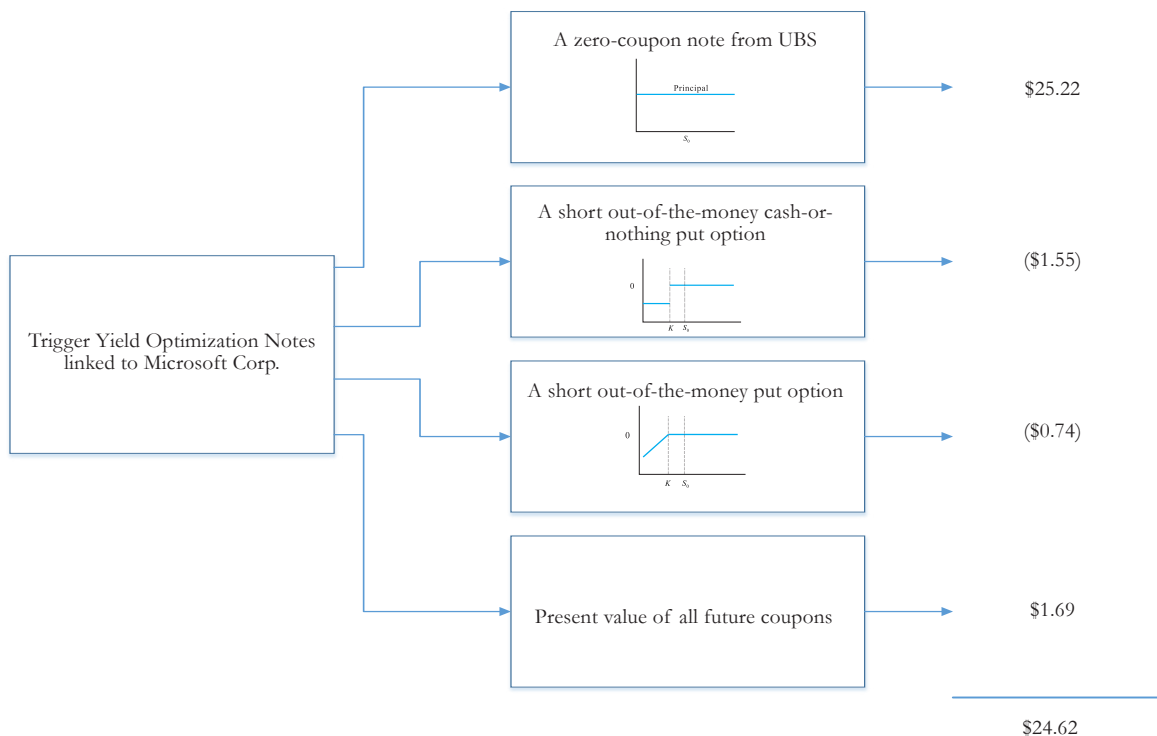 A zero-coupon note from UBS
Principal
S0
$25.22
A short out-of-the-money cash-or-
nothing put option
0
K S0
($1.55)
Trigger Yield Optimization Notes
linked to Microsoft Corp.
A short out-of-the-money put option
0
K S0
($0.74)
Present value of all future coupons
$1.69
$24.62